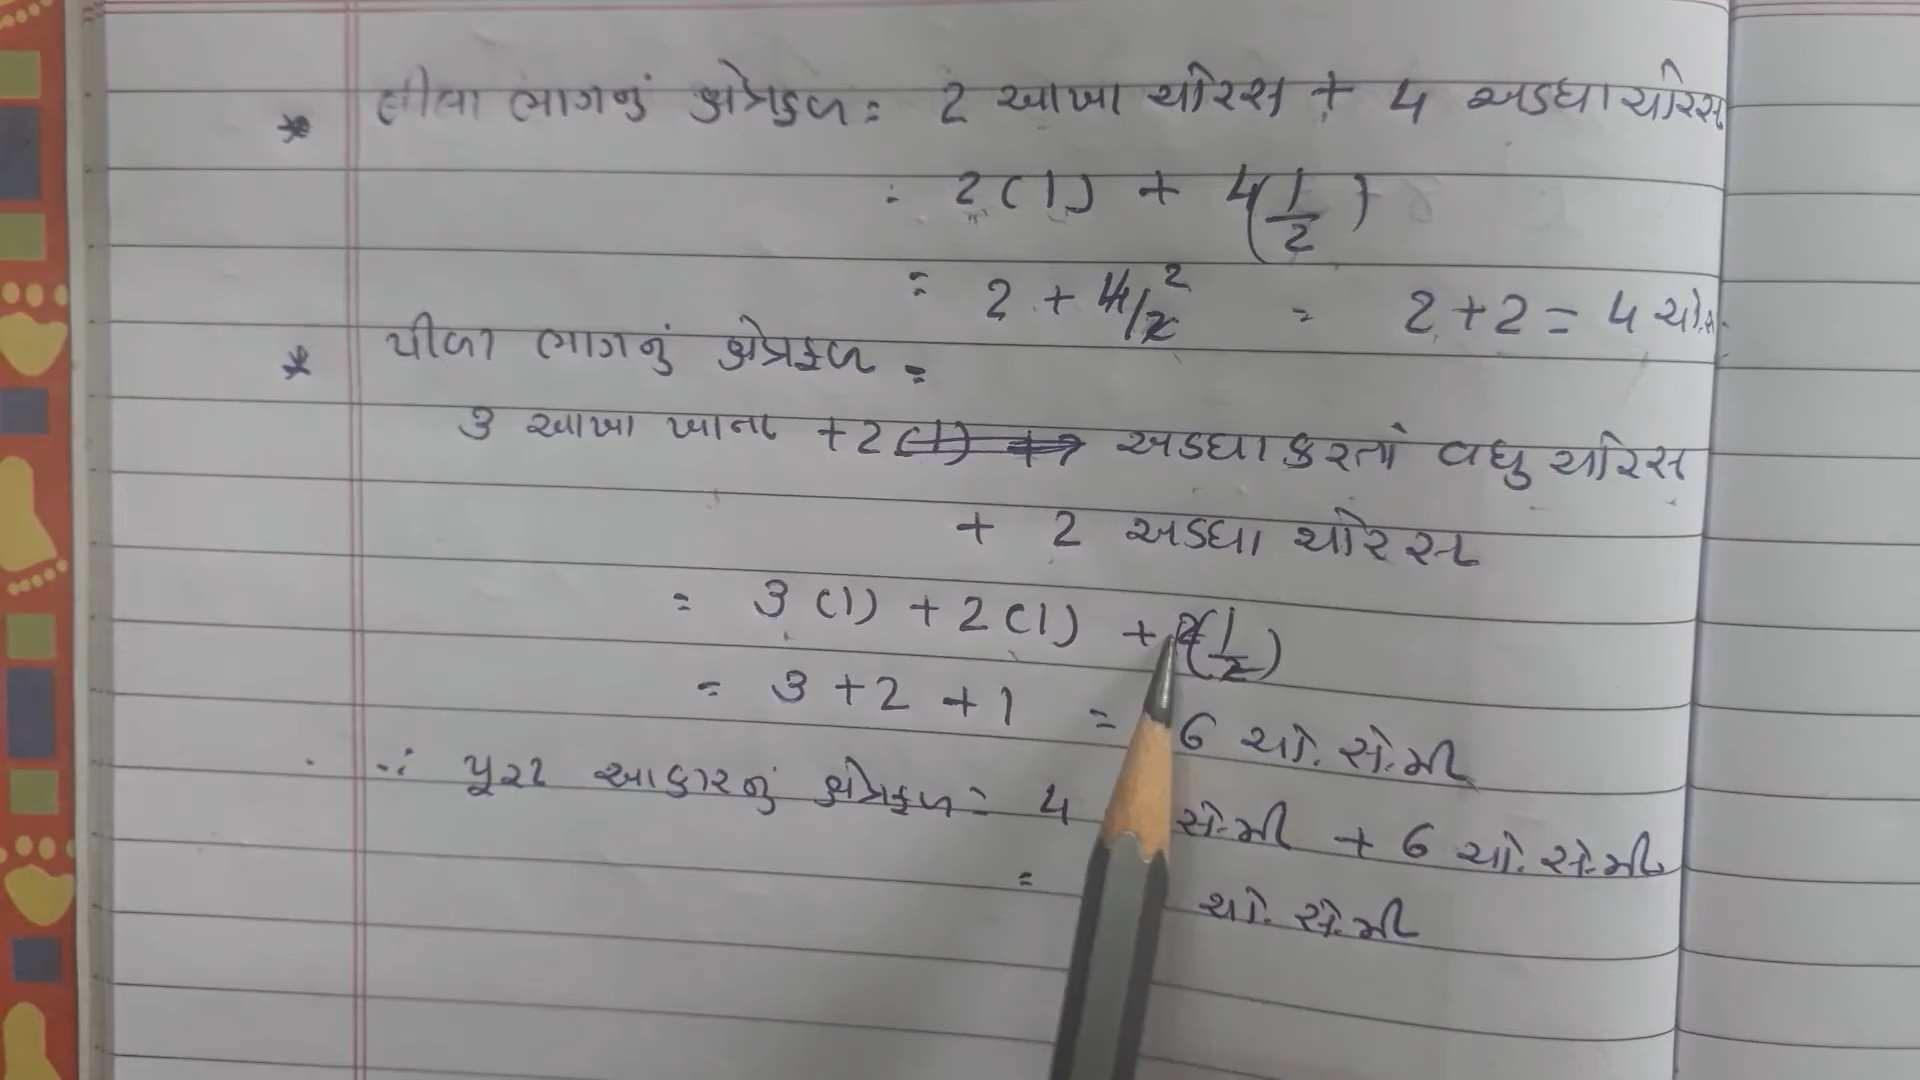 * લીલા ભાગનું ક્ષેત્રફળ = 2 આખા ચોરસ + 4 અડધા ચોરસ
= 2 (1) + 4(1/2)
= 2 + 4/2 2 = 2 + 2 = 4 ચો.સે
* પીળા ભાગનું ક્ષેત્રફળ =
3 આખા ખાના + 2 અડધા કરતાં વધુ ચોરસ
+ 2 અડધા ચોરસ
= 3 (1) + 2 (1) + 2(1/2)
= 3 + 2 + 1 = 6 ચો. સે.મી
∴ પૂરા આકારનું ક્ષેત્રફળ = 4 સે.મી + 6 ચો. સે.મી
= ચો. સે.મી